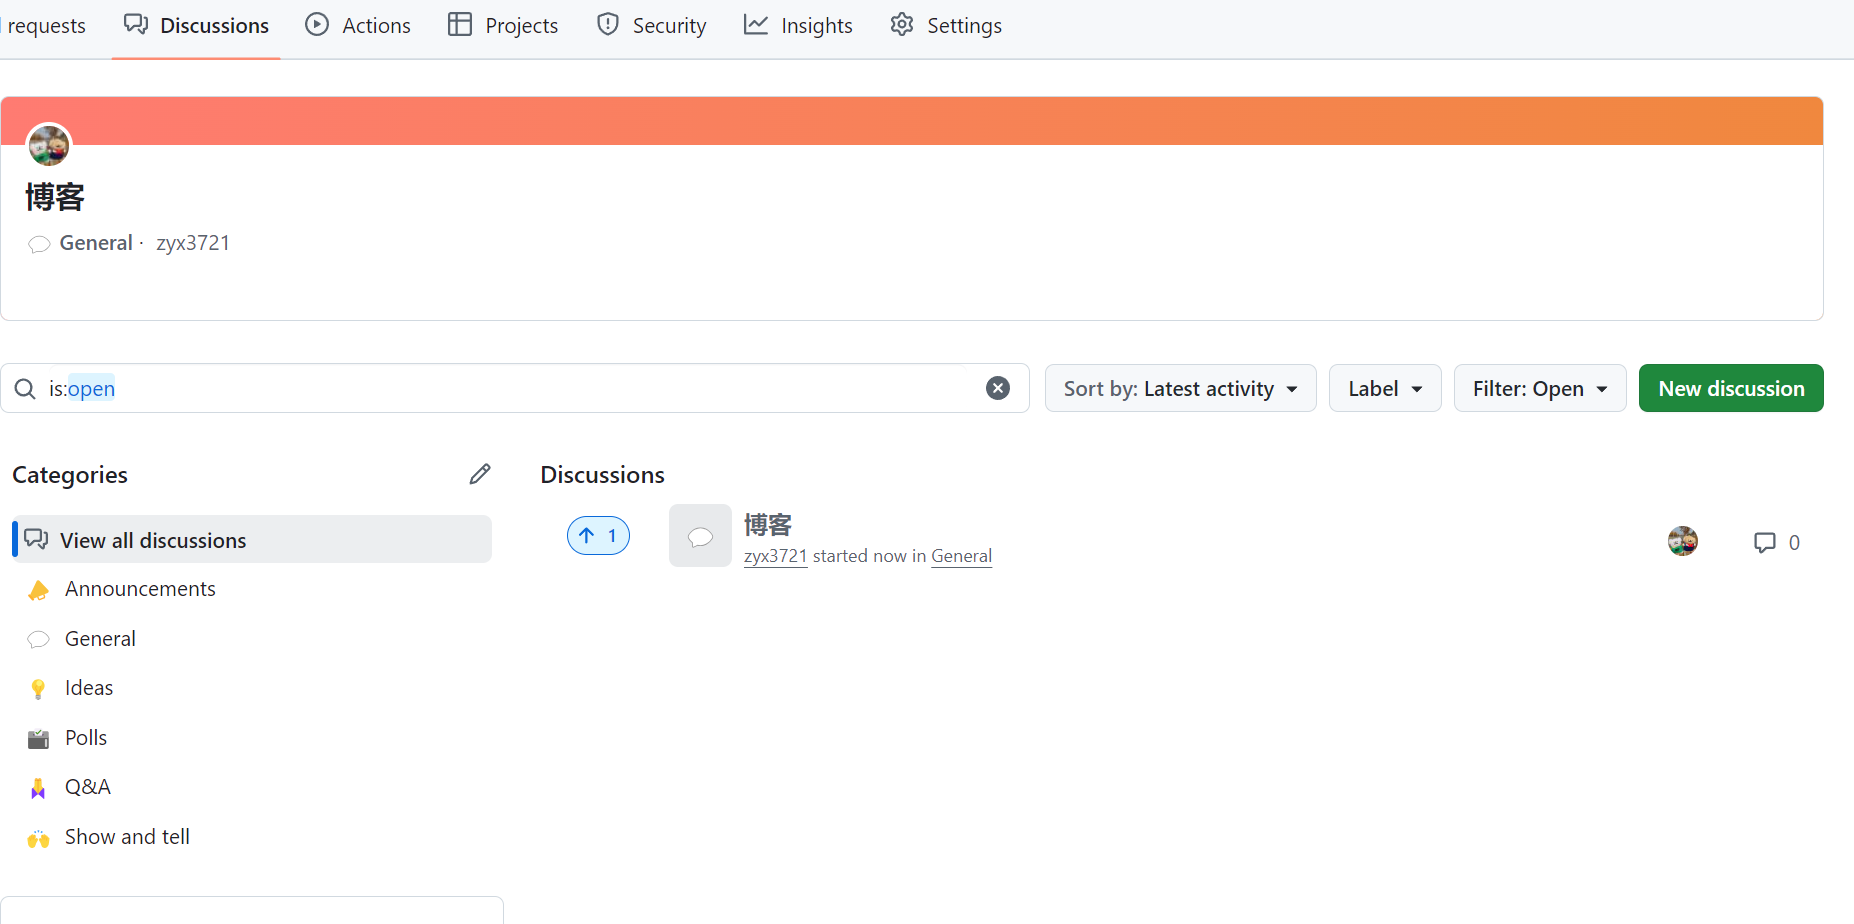 requests Discussions Actions Projects Security Insights Settings
博客
General · zyx3721
is:open Sort by: Latest activity Label Filter: Open New discussion
Categories
View all discussions
Announcements
General
Ideas
Polls
Q&A
Show and tell
Discussions
1 博客 0
zyx3721 started now in General